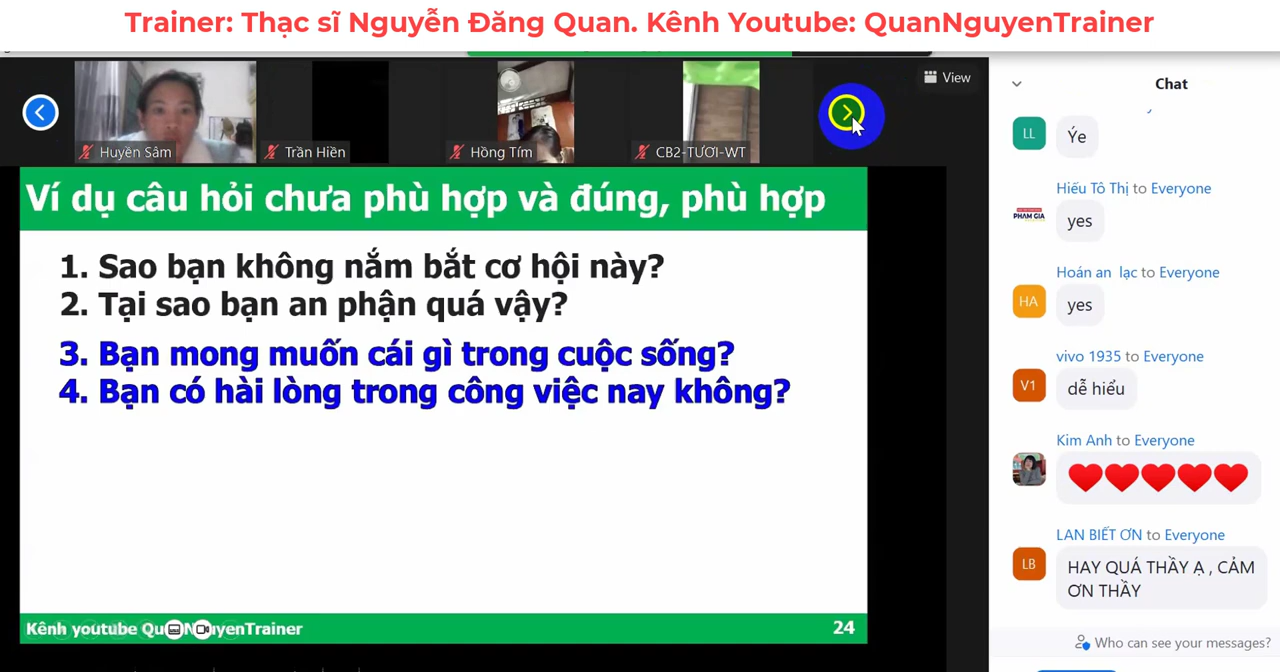 Trainer: Thạc sĩ Nguyễn Đăng Quan. Kênh Youtube: QuanNguyenTrainer
View
Huyền Sâm
Trần Hiền
Hồng Tím
CB2-TƯƠI-WT
Ví dụ câu hỏi chưa phù hợp và đúng, phù hợp
1. Sao bạn không nắm bắt cơ hội này?
2. Tại sao bạn an phận quá vậy?
3. Bạn mong muốn cái gì trong cuộc sống?
4. Bạn có hài lòng trong công việc nay không?
Kênh youtube QuanNguyenTrainer
24
Chat
LL
Ýe
Hiếu Tô Thị to Everyone
PHẠM GIA
yes
Hoán an lạc to Everyone
HA
yes
vivo 1935 to Everyone
V1
dễ hiểu
Kim Anh to Everyone
❤❤❤❤❤
LAN BIẾT ƠN to Everyone
LB
HAY QUÁ THẦY Ạ , CẢM
ƠN THẦY
Who can see your messages?